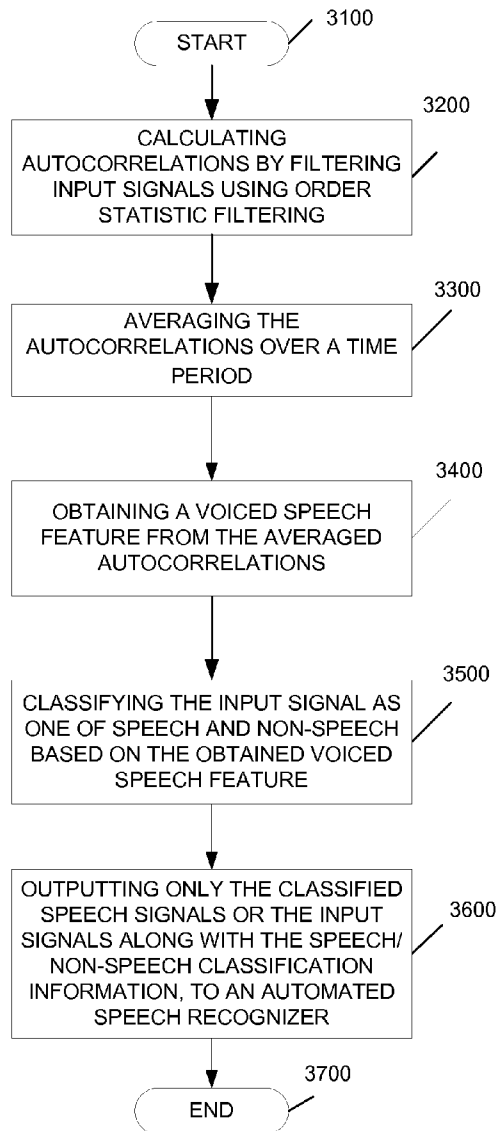 3100
START
3200
CALCULATING
AUTOCORRELATIONS BY FILTERING
INPUT SIGNALS USING ORDER
STATISTIC FILTERING
3300
AVERAGING THE
AUTOCORRELATIONS OVER A TIME
PERIOD
3400
OBTAINING A VOICED SPEECH
FEATURE FROM THE AVERAGED
AUTOCORRELATIONS
3500
CLASSIFYING THE INPUT SIGNAL AS
ONE OF SPEECH AND NON-SPEECH
BASED ON THE OBTAINED VOICED
SPEECH FEATURE
3600
OUTPUTTING ONLY THE CLASSIFIED
SPEECH SIGNALS OR THE INPUT
SIGNALS ALONG WITH THE SPEECH/
NON-SPEECH CLASSIFICATION
INFORMATION, TO AN AUTOMATED
SPEECH RECOGNIZER
3700
END